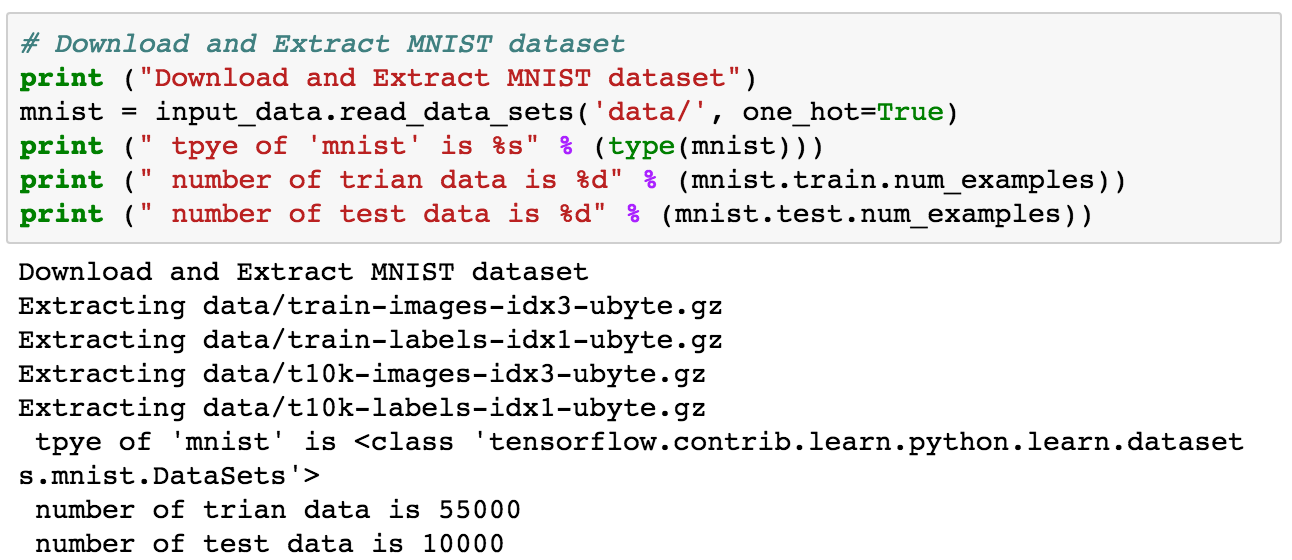 # Download and Extract MNIST dataset
print ("Download and Extract MNIST dataset")
mnist = input_data.read_data_sets('data/', one_hot=True)
print (" tpye of 'mnist' is %s" % (type(mnist)))
print (" number of trian data is %d" % (mnist.train.num_examples))
print (" number of test data is %d" % (mnist.test.num_examples))
Download and Extract MNIST dataset
Extracting data/train-images-idx3-ubyte.gz
Extracting data/train-labels-idx1-ubyte.gz
Extracting data/t10k-images-idx3-ubyte.gz
Extracting data/t10k-labels-idx1-ubyte.gz
 tpye of 'mnist' is <class 'tensorflow.contrib.learn.python.learn.dataset
s.mnist.DataSets'>
 number of trian data is 55000
 number of test data is 10000